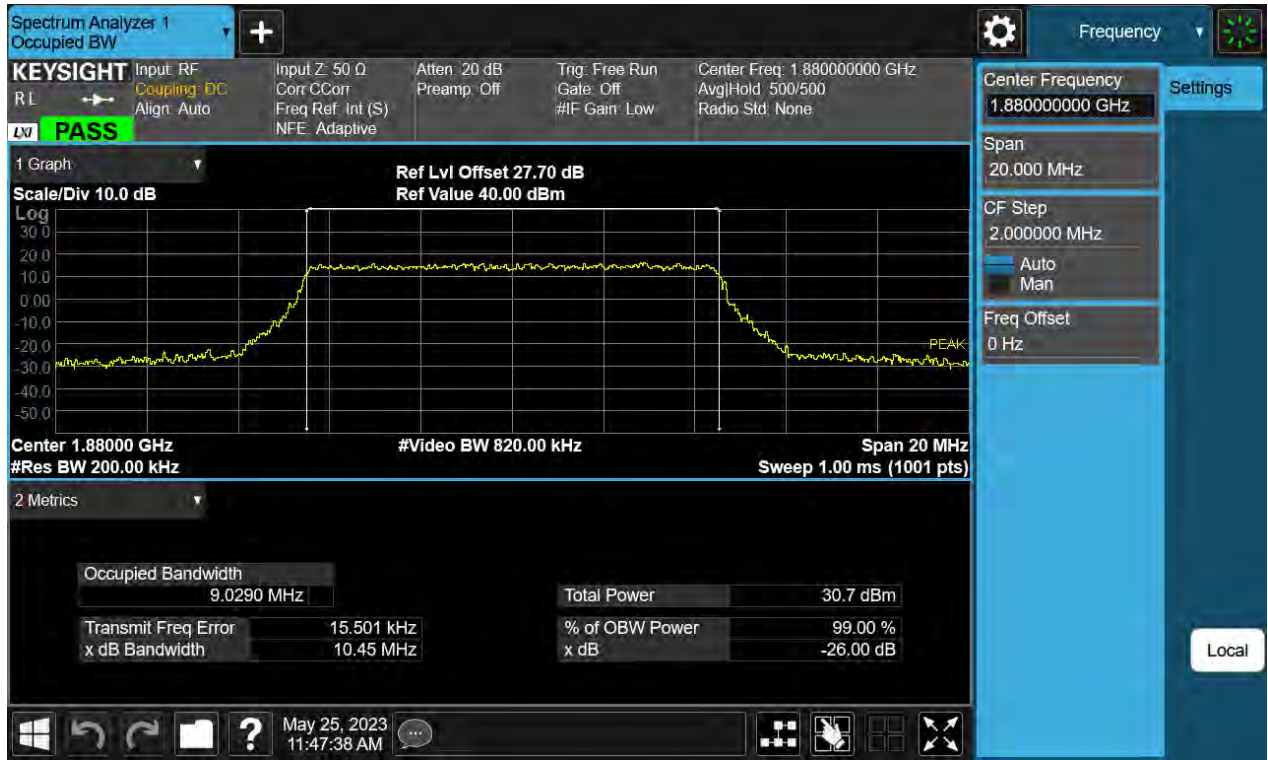 Spectrum Analyzer 1
Occupied BW
Frequency
KEYSIGHT
RL
LXI
PASS
Input: RF
Coupling: DC
Align: Auto
Input Z: 50 Ω
Corr CCorr
Freq Ref: Int (S)
NFE: Adaptive
Atten: 20 dB
Preamp: Off
Trig: Free Run
Gate: Off
#IF Gain: Low
Center Freq: 1.880000000 GHz
Avg|Hold: 500/500
Radio Std: None
Center Frequency
1.880000000 GHz
Settings
Span
20.000 MHz
CF Step
2.000000 MHz
Auto
Man
Freq Offset
0 Hz
Local
1 Graph
Scale/Div 10.0 dB
Ref Lvl Offset 27.70 dB
Ref Value 40.00 dBm
Log
30.0
20.0
10.0
0.00
-10.0
-20.0
-30.0
-40.0
-50.0
PEAK
Center 1.88000 GHz
#Video BW 820.00 kHz
Span 20 MHz
#Res BW 200.00 kHz
Sweep 1.00 ms (1001 pts)
2 Metrics
Occupied Bandwidth
9.0290 MHz
Total Power 30.7 dBm
Transmit Freq Error 15.501 kHz
% of OBW Power 99.00 %
x dB Bandwidth 10.45 MHz
x dB -26.00 dB
?
May 25, 2023
11:47:38 AM